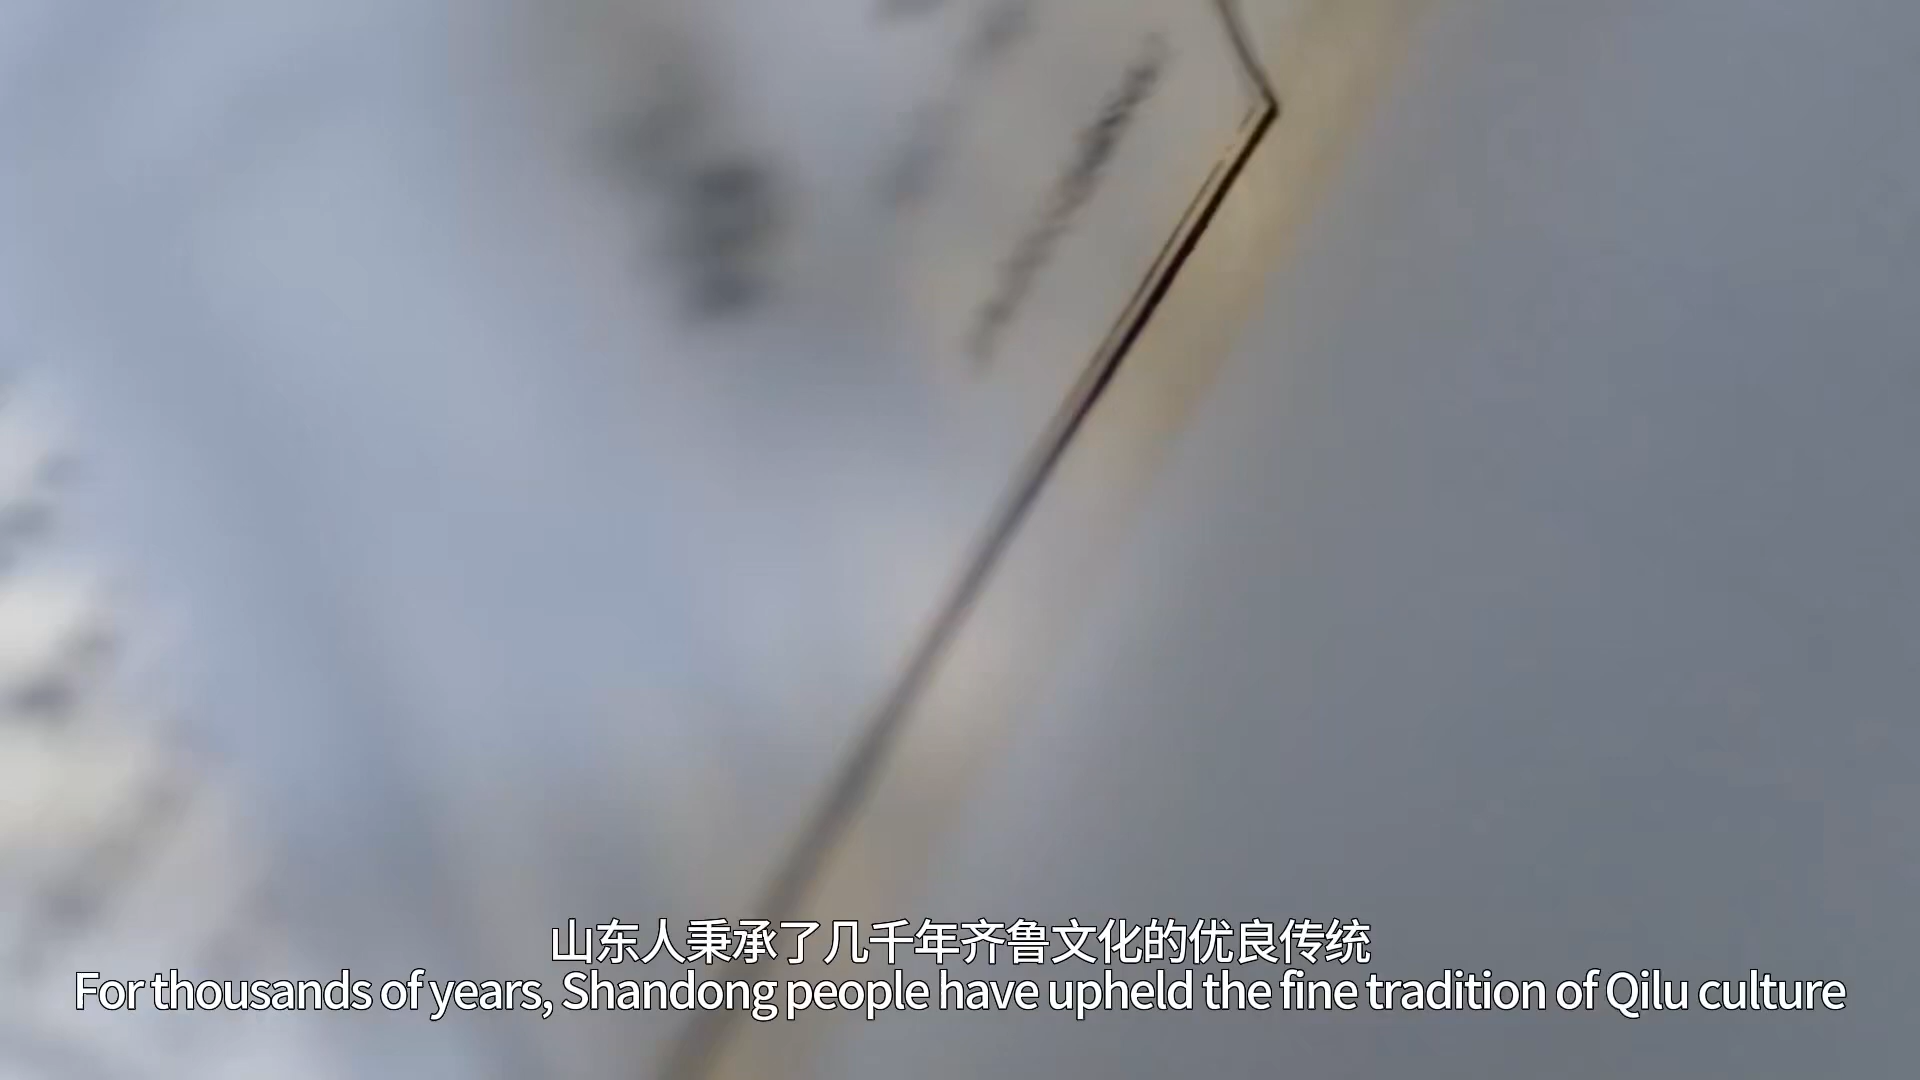 山东人秉承了几千年齐鲁文化的优良传统
For thousands of years, Shandong people have upheld the fine tradition of Qilu culture